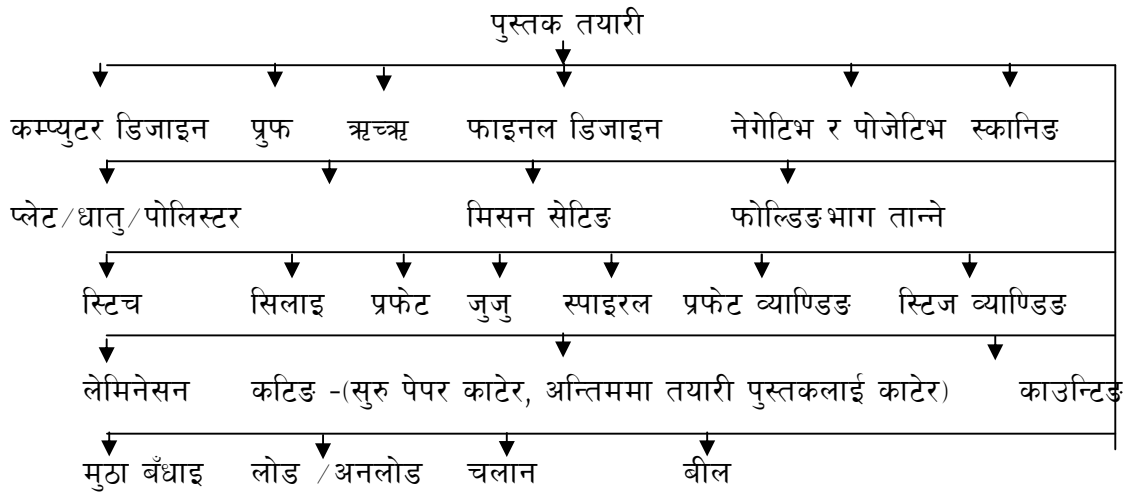 पुस्तक तयारी
कम्प्युटर डिजाइन प्रुफ ऋच्ऋ फाइनल डिजाइन नेगेटिभ र पोजेटिभ स्कानिङ
प्लेट/धातु/पोलिस्टर मिसन सेटिङ फोल्डिङभाग तान्ने
स्टिच सिलाइ प्रफेट जुजु स्पाइरल प्रफेट व्याण्डिङ स्टिज व्याण्डिङ
लेमिनेसन कटिङ -(सुरु पेपर काटेर, अन्तिममा तयारी पुस्तकलाई काटेर) काउन्टिङ
मुठा बँधाइ लोड /अनलोड चलान बील